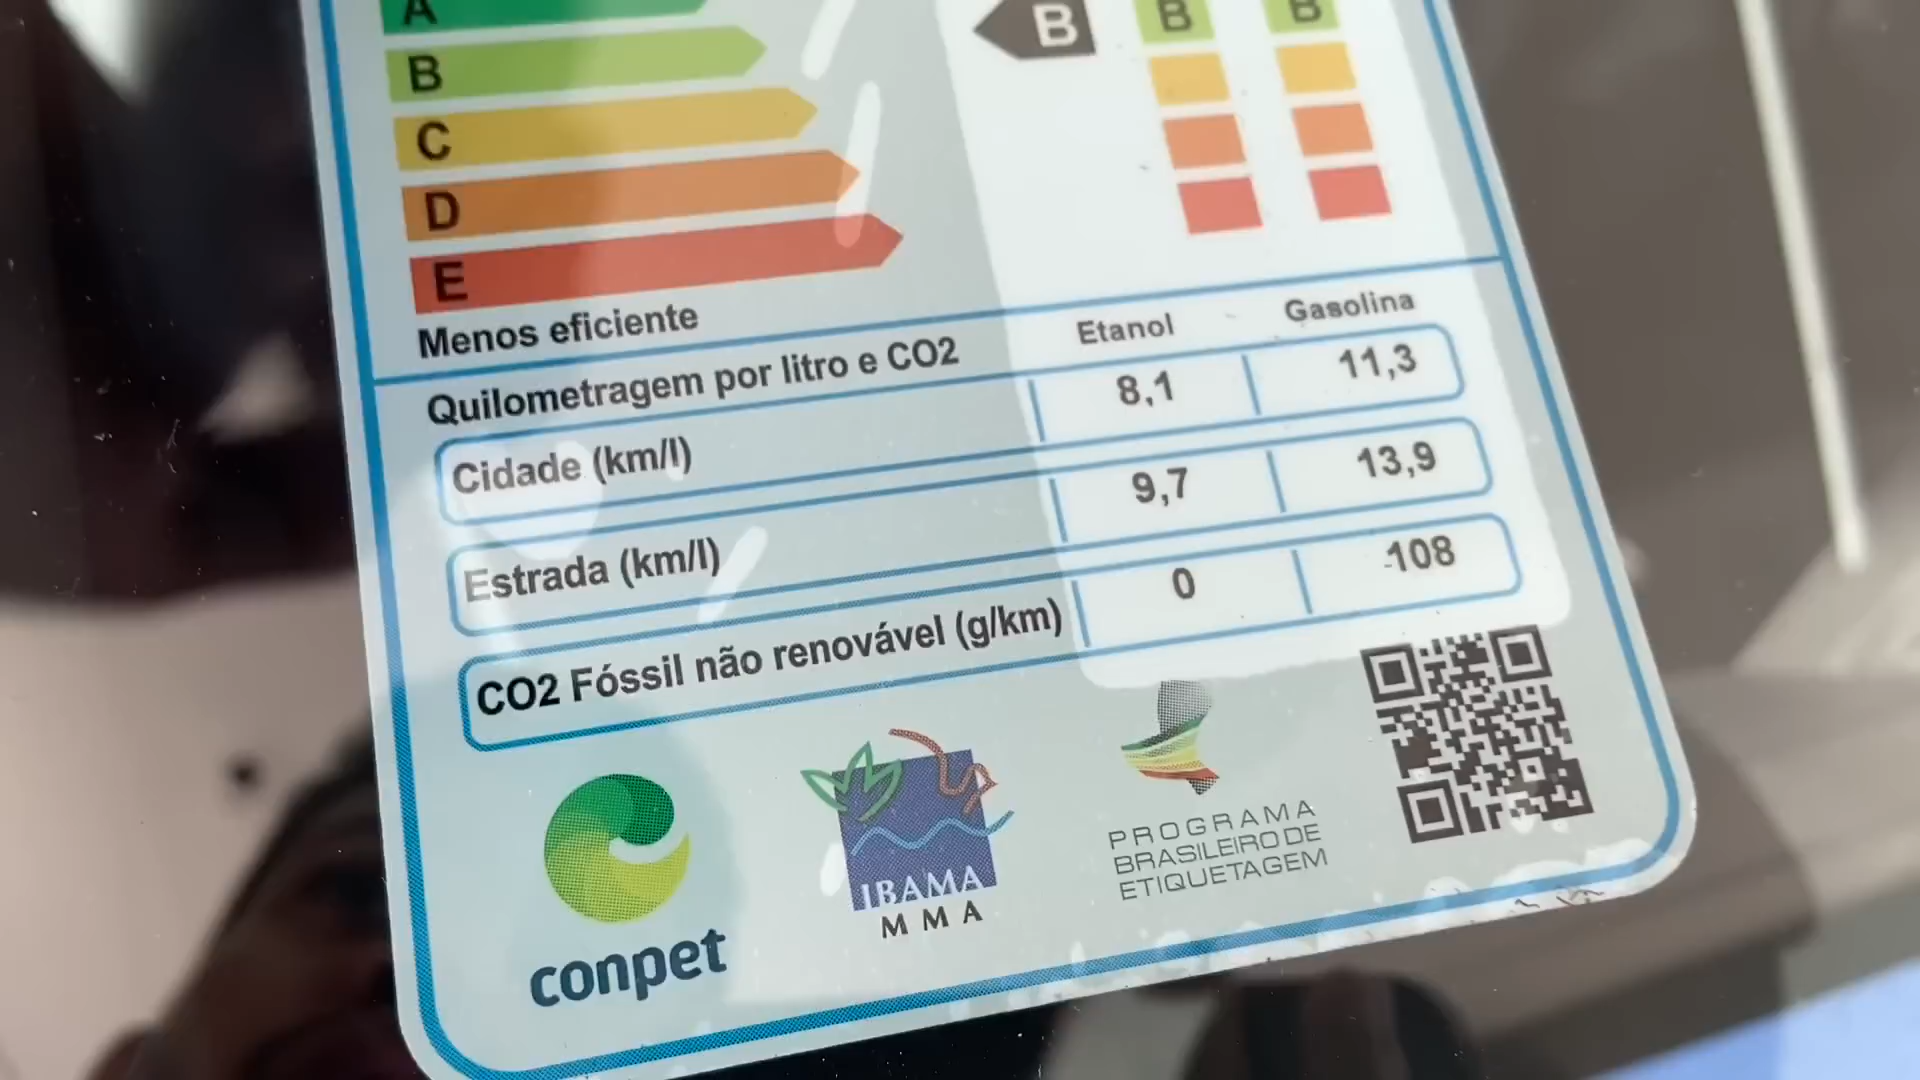 A
B B B
B
C
D
E
Menos eficiente
Quilometragem por litro e CO2 Etanol Gasolina
Cidade (km/l) 8,1 11,3
Estrada (km/l) 9,7 13,9
CO2 Fóssil não renovável (g/km) 0 108
conpet
IBAMA
M M A
PROGRAMA
BRASILEIRO DE
ETIQUETAGEM